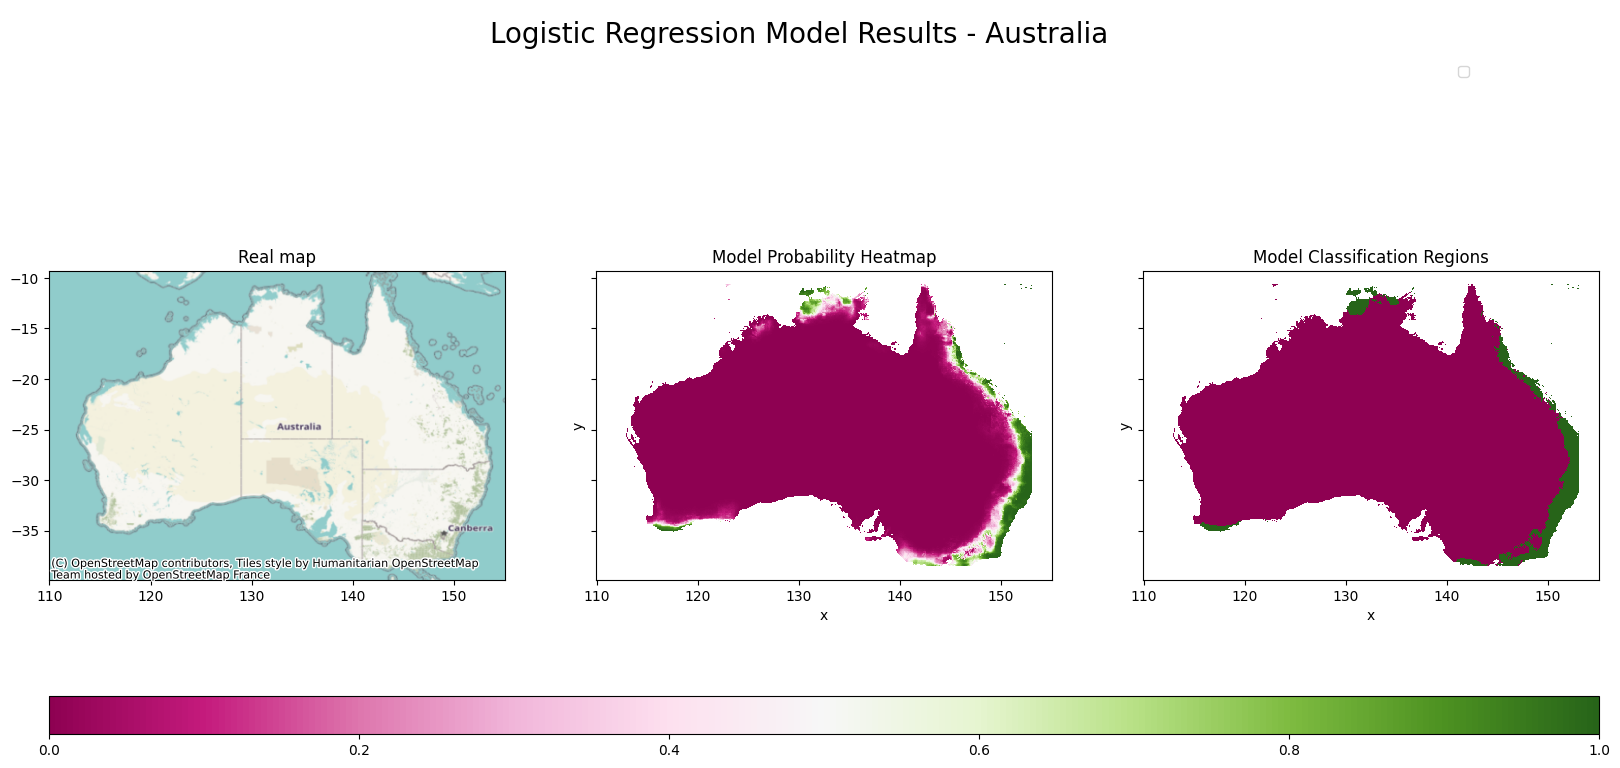 Logistic Regression Model Results - Australia
Real map
Model Probability Heatmap
Model Classification Regions
−10
−15
−20
−25
−30
−35
Australia
Canberra
(C) OpenStreetMap contributors, Tiles style by Humanitarian OpenStreetMap
Team hosted by OpenStreetMap France
110 120 130 140 150
y
110 120 130 140 150
x
y
110 120 130 140 150
x
0.0 0.2 0.4 0.6 0.8 1.0